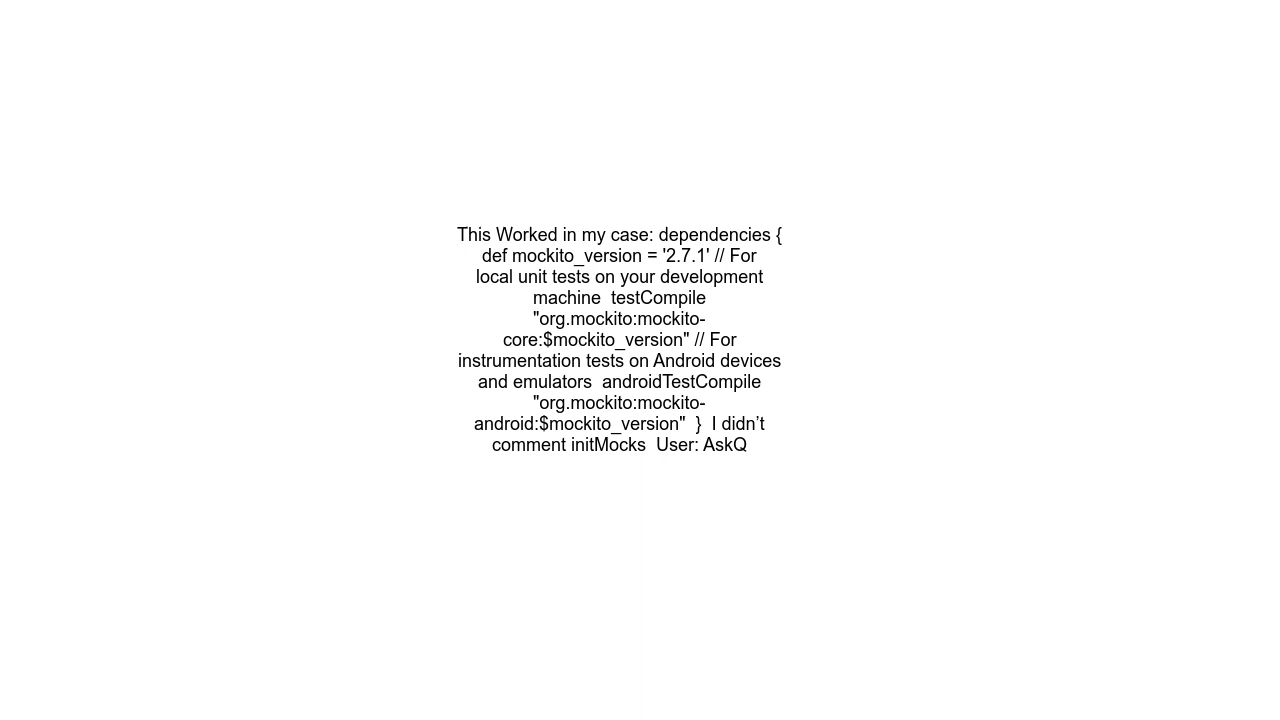 This Worked in my case: dependencies {
def mockito_version = '2.7.1' // For
local unit tests on your development
machine  testCompile
"org.mockito:mockito-
core:$mockito_version" // For
instrumentation tests on Android devices
and emulators  androidTestCompile
"org.mockito:mockito-
android:$mockito_version"  }  I didn’t
comment initMocks  User: AskQ